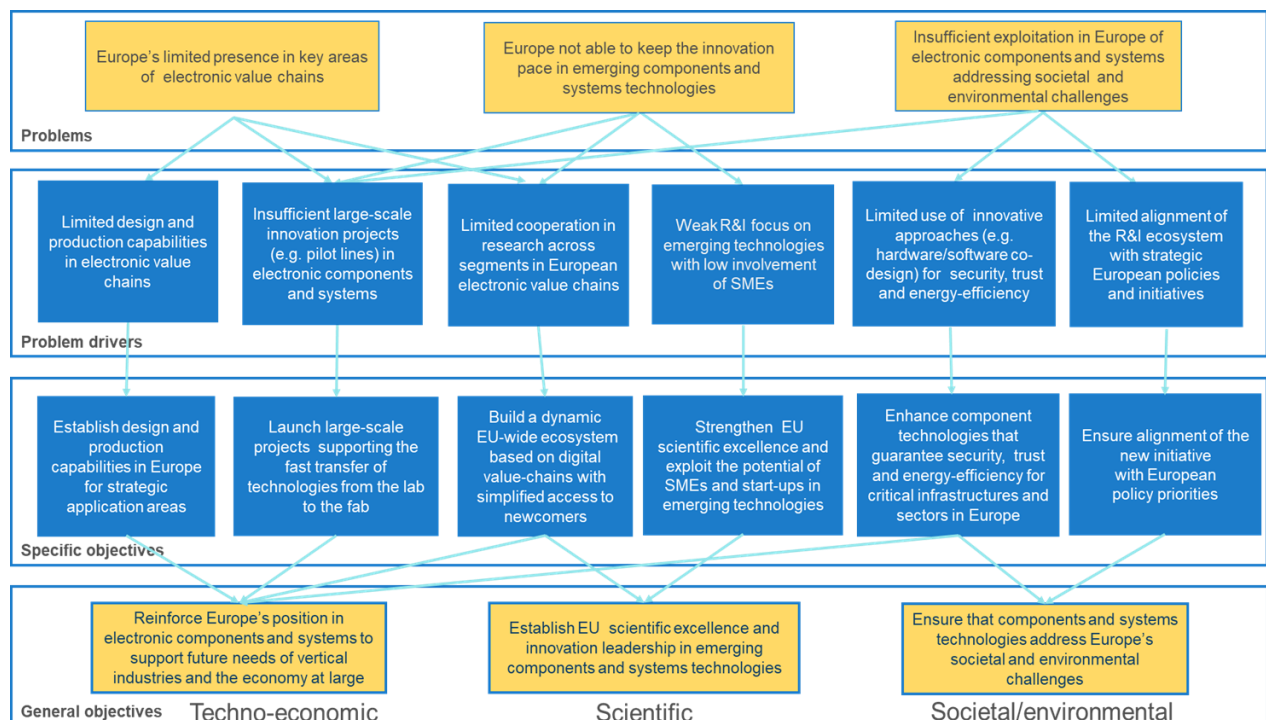 Europe's limited presence in key areas
of electronic value chains
Europe not able to keep the innovation
pace in emerging components and
systems technologies
Insufficient exploitation in Europe of
electronic components and systems
addressing societal and
environmental challenges
Problems
Limited design and
production capabilities
in electronic value
chains
Insufficient large-scale
innovation projects
(e.g. pilot lines) in
electronic components
and systems
Limited cooperation in
research across
segments in European
electronic value chains
Weak R&I focus on
emerging technologies
with low involvement
of SMEs
Limited use of innovative
approaches (e.g.
hardware/software co-
design) for security, trust
and energy-efficiency
Limited alignment of
the R&I ecosystem
with strategic
European policies
and initiatives
Problem drivers
Establish design and
production
capabilities in Europe
for strategic
application areas
Launch large-scale
projects supporting the
fast transfer of
technologies from the lab
to the fab
Build a dynamic
EU-wide ecosystem
based on digital
value-chains with
simplified access to
newcomers
Strengthen EU
scientific excellence and
exploit the potential of
SMEs and start-ups in
emerging technologies
Enhance component
technologies that
guarantee security, trust
and energy-efficiency for
critical infrastructures and
sectors in Europe
Ensure alignment of the
new initiative
with European
policy priorities
Specific objectives
Reinforce Europe's position in
electronic components and systems to
support future needs of vertical
industries and the economy at large
Establish EU scientific excellence and
innovation leadership in emerging
components and systems technologies
Ensure that components and systems
technologies address Europe's
societal and environmental
challenges
General objectives
Techno-economic
Scientific
Societal/environmental